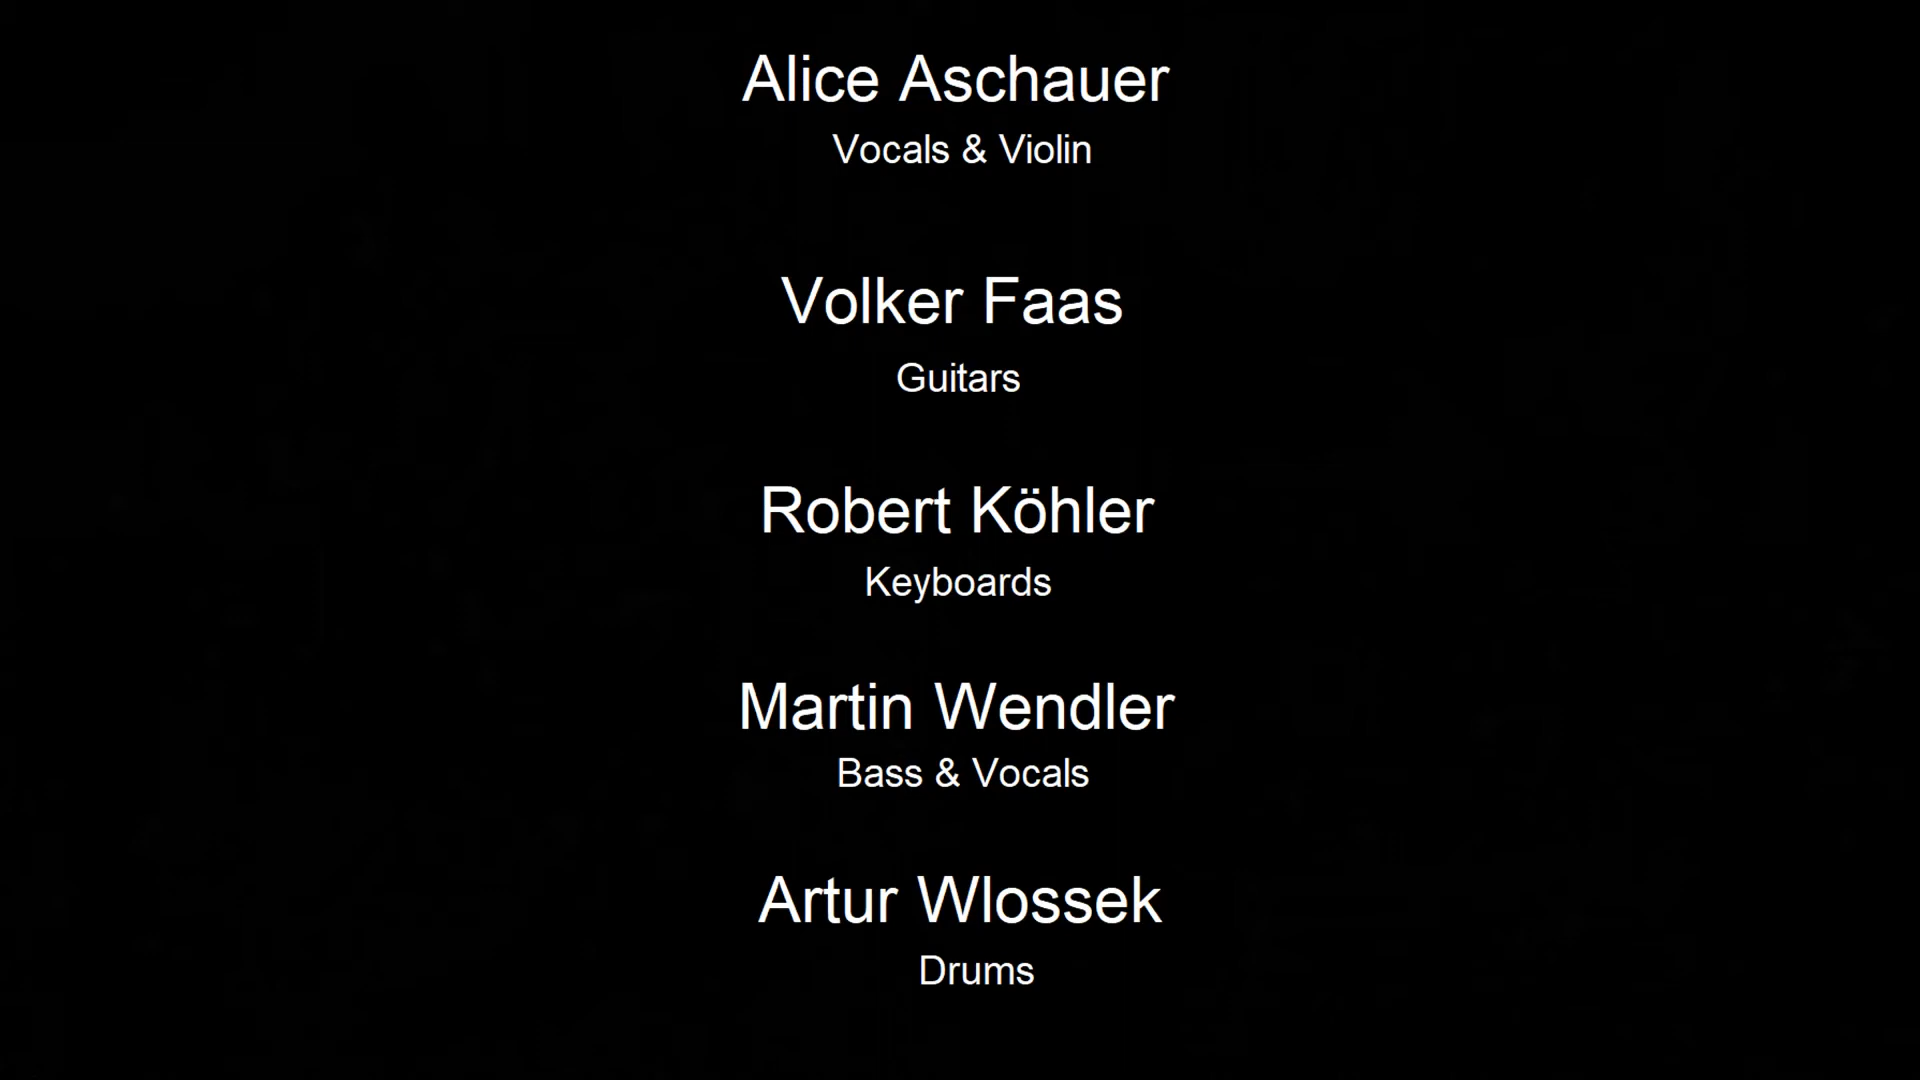 Alice Aschauer
Vocals & Violin
Volker Faas
Guitars
Robert Köhler
Keyboards
Martin Wendler
Bass & Vocals
Artur Wlossek
Drums